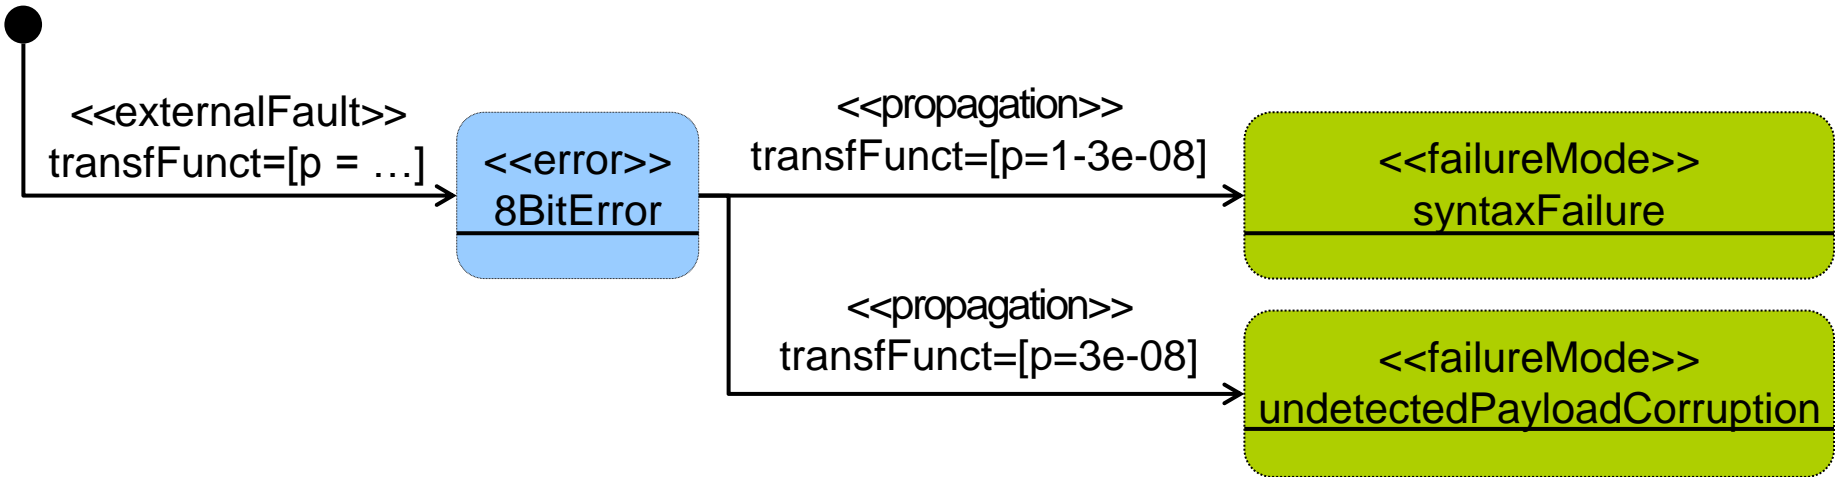 <<externalFault>>
transfFunct=[p = …]
<<error>>
8BitError
<<propagation>>
transfFunct=[p=1-3e-08]
<<failureMode>>
syntaxFailure
<<propagation>>
transfFunct=[p=3e-08]
<<failureMode>>
undetectedPayloadCorruption